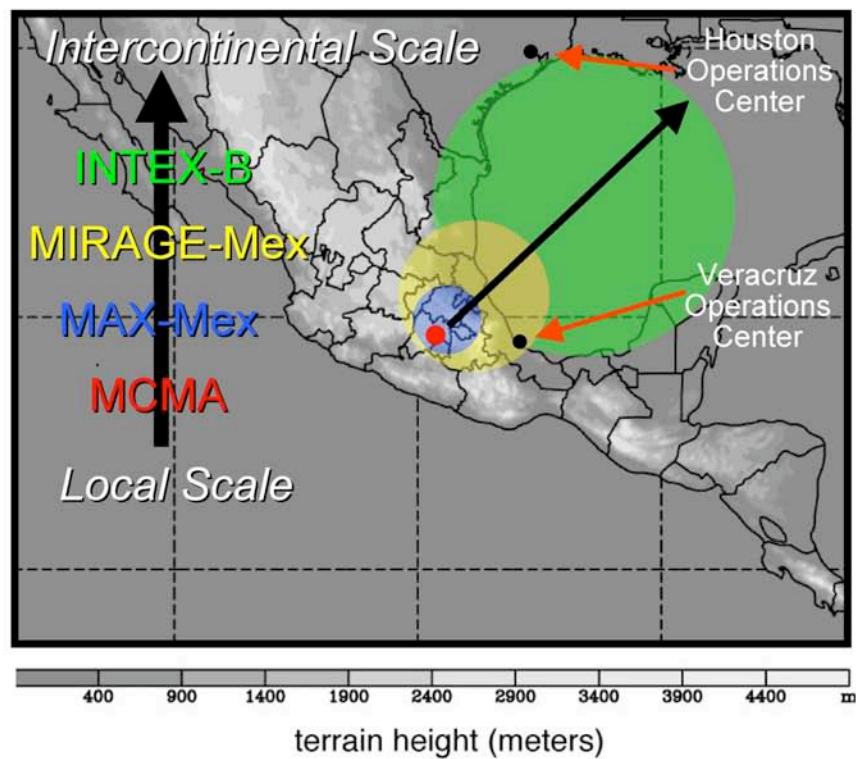 Intercontinental Scale
Houston
Operations
Center
INTEX-B
MIRAGE-Mex
Veracruz
Operations
Center
MAX-Mex
MCMA
Local Scale
400 900 1400 1900 2400 2900 3400 3900 4400 m
terrain height (meters)